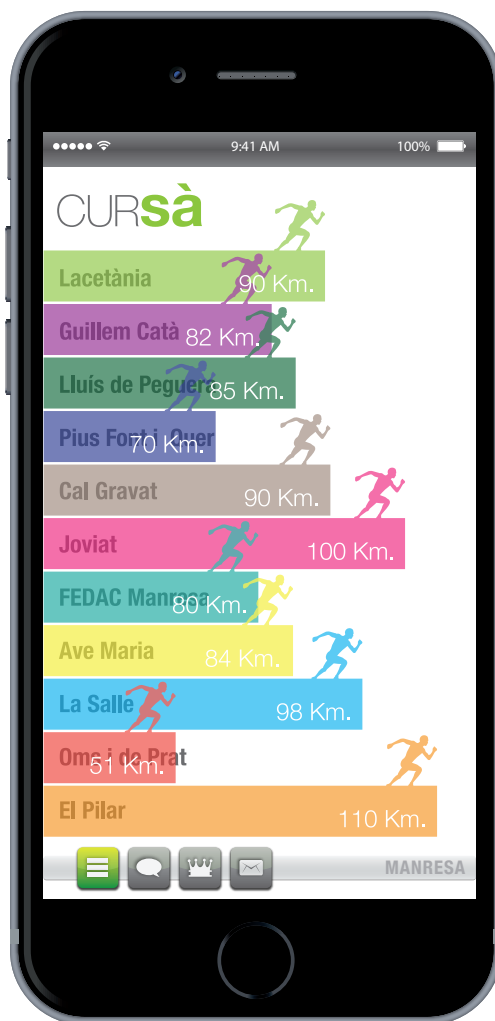 9:41 AM 100%
CURsà
Lacetània 90 Km.
Guillem Catà 82 Km.
Lluís de Peguera 85 Km.
Pius Font i Quer 70 Km.
Cal Gravat 90 Km.
Joviat 100 Km.
FEDAC Manresa 80 Km.
Ave Maria 84 Km.
La Salle 98 Km.
Oms i de Prat 51 Km.
El Pilar 110 Km.
MANRESA